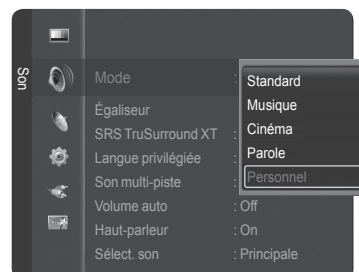 Son
Mode : Standard
Musique
Égaliseur
SRS TruSurround XT : Cinéma
Langue privilégiée : Parole
Son multi-piste : Personnel
Volume auto : Off
Haut-parleur : On
Sélect. son : Principale